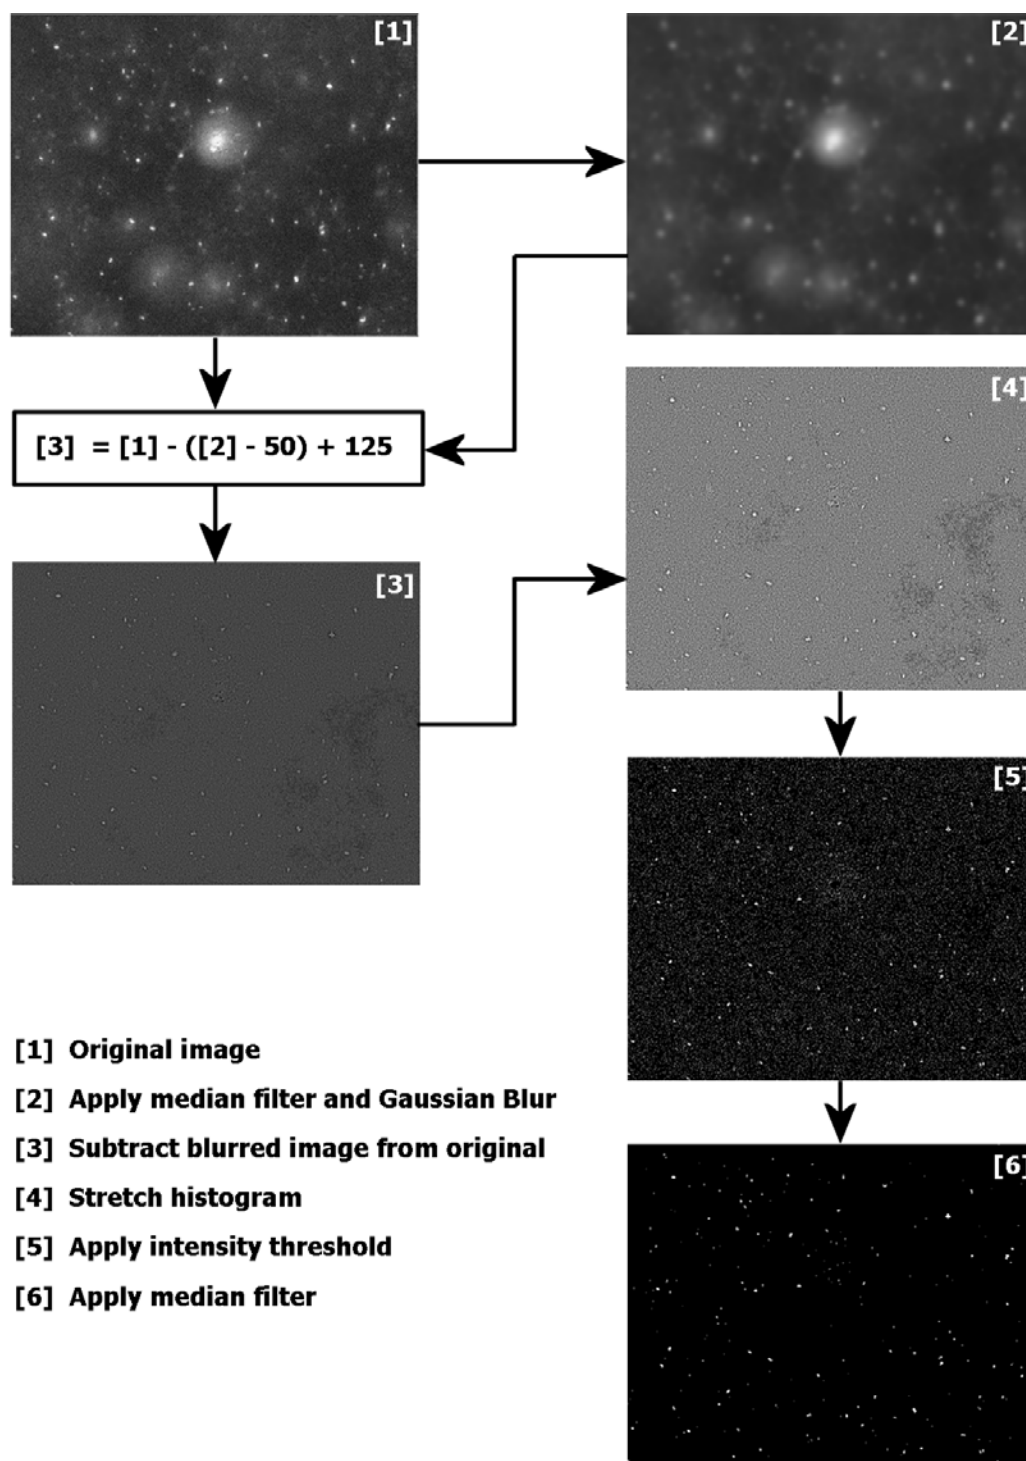 [1]
[2]
[3] = [1] - ([2] - 50) + 125
[4]
[3]
[5]
[6]
[1] Original image
[2] Apply median filter and Gaussian Blur
[3] Subtract blurred image from original
[4] Stretch histogram
[5] Apply intensity threshold
[6] Apply median filter